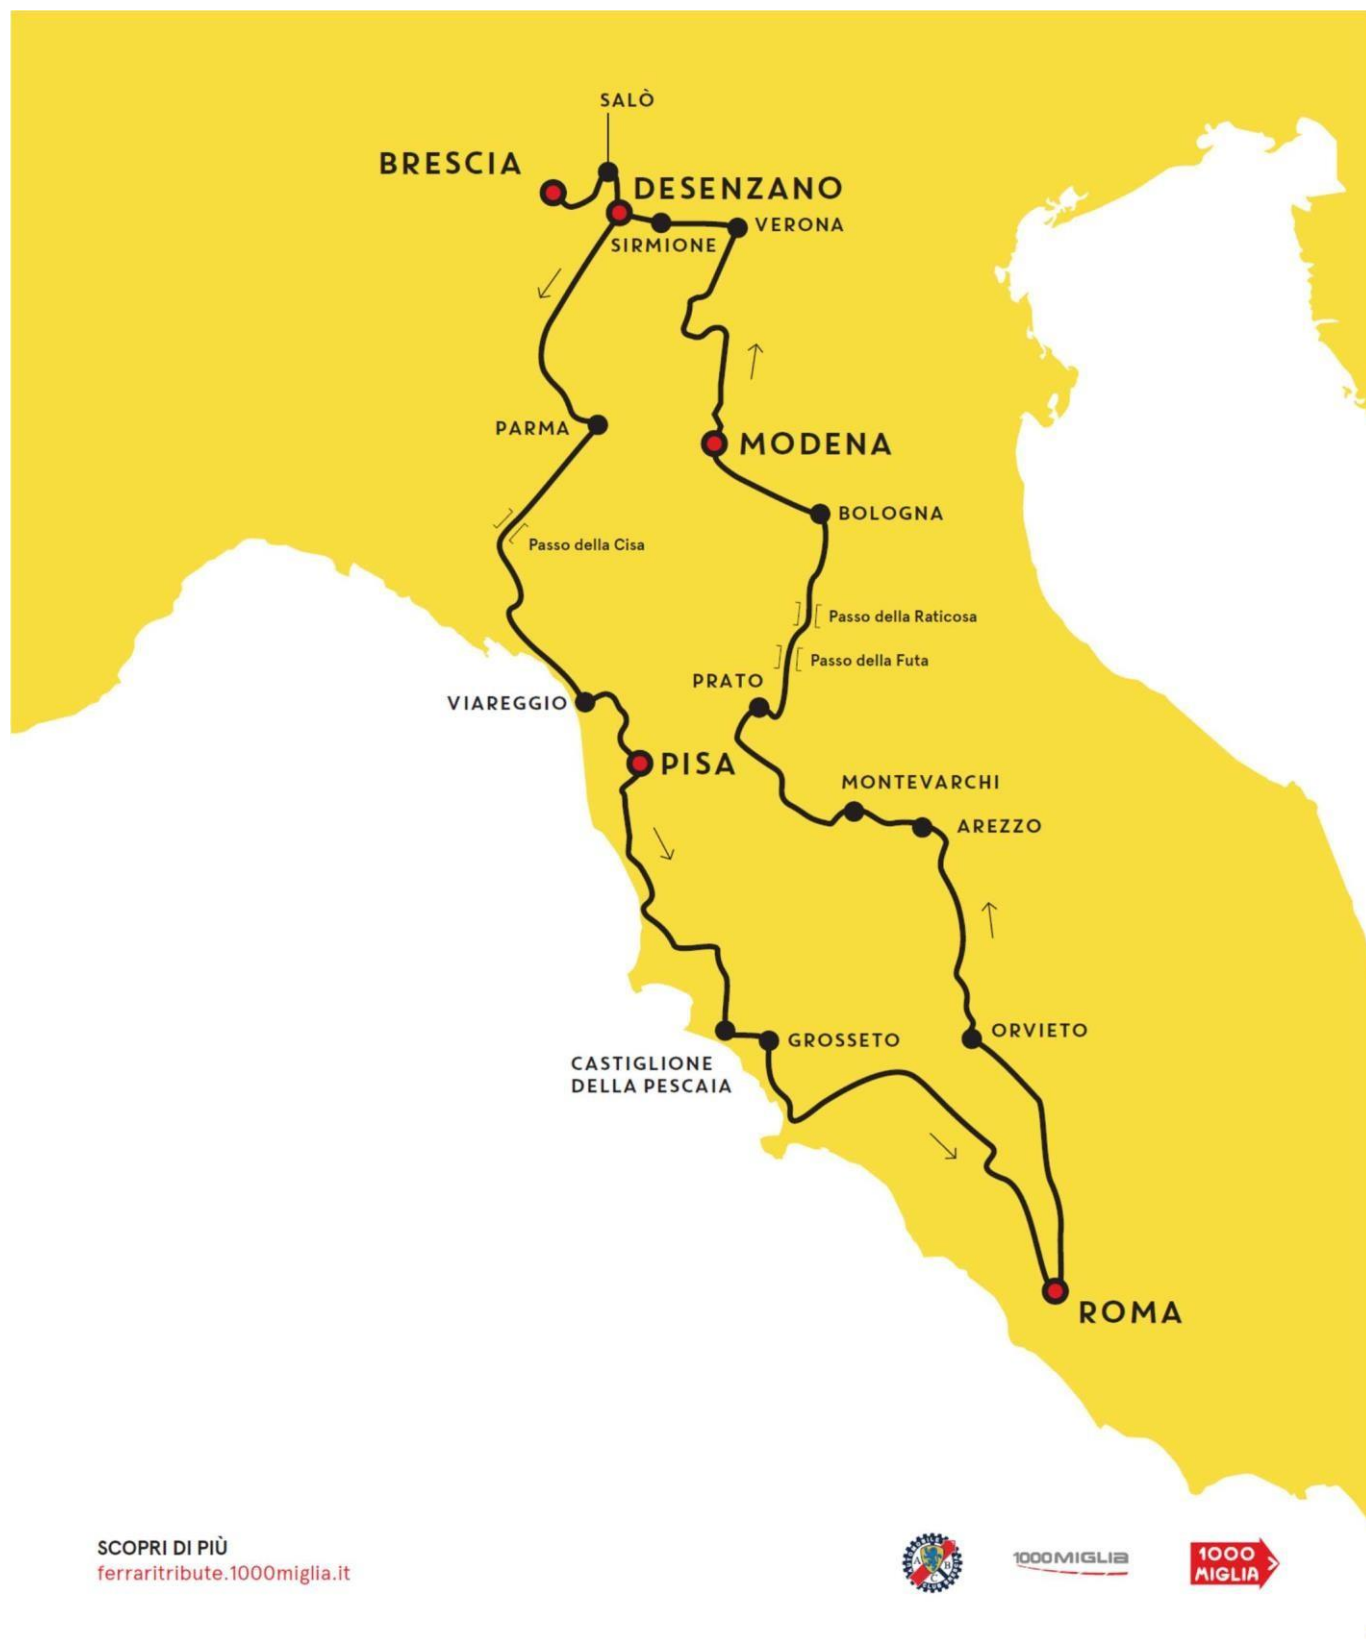 SALÒ
BRESCIA
DESENZANO
VERONA
SIRMIONE
PARMA
MODENA
BOLOGNA
Passo della Cisa
Passo della Raticosa
Passo della Futa
PRATO
VIAREGGIO
PISA
MONTEVARCHI
AREZZO
ORVIETO
GROSSETO
CASTIGLIONE
DELLA PESCAIA
ROMA
SCOPRI DI PIÙ
ferraritribute.1000miglia.it
1000MIGLIA
1000
MIGLIA